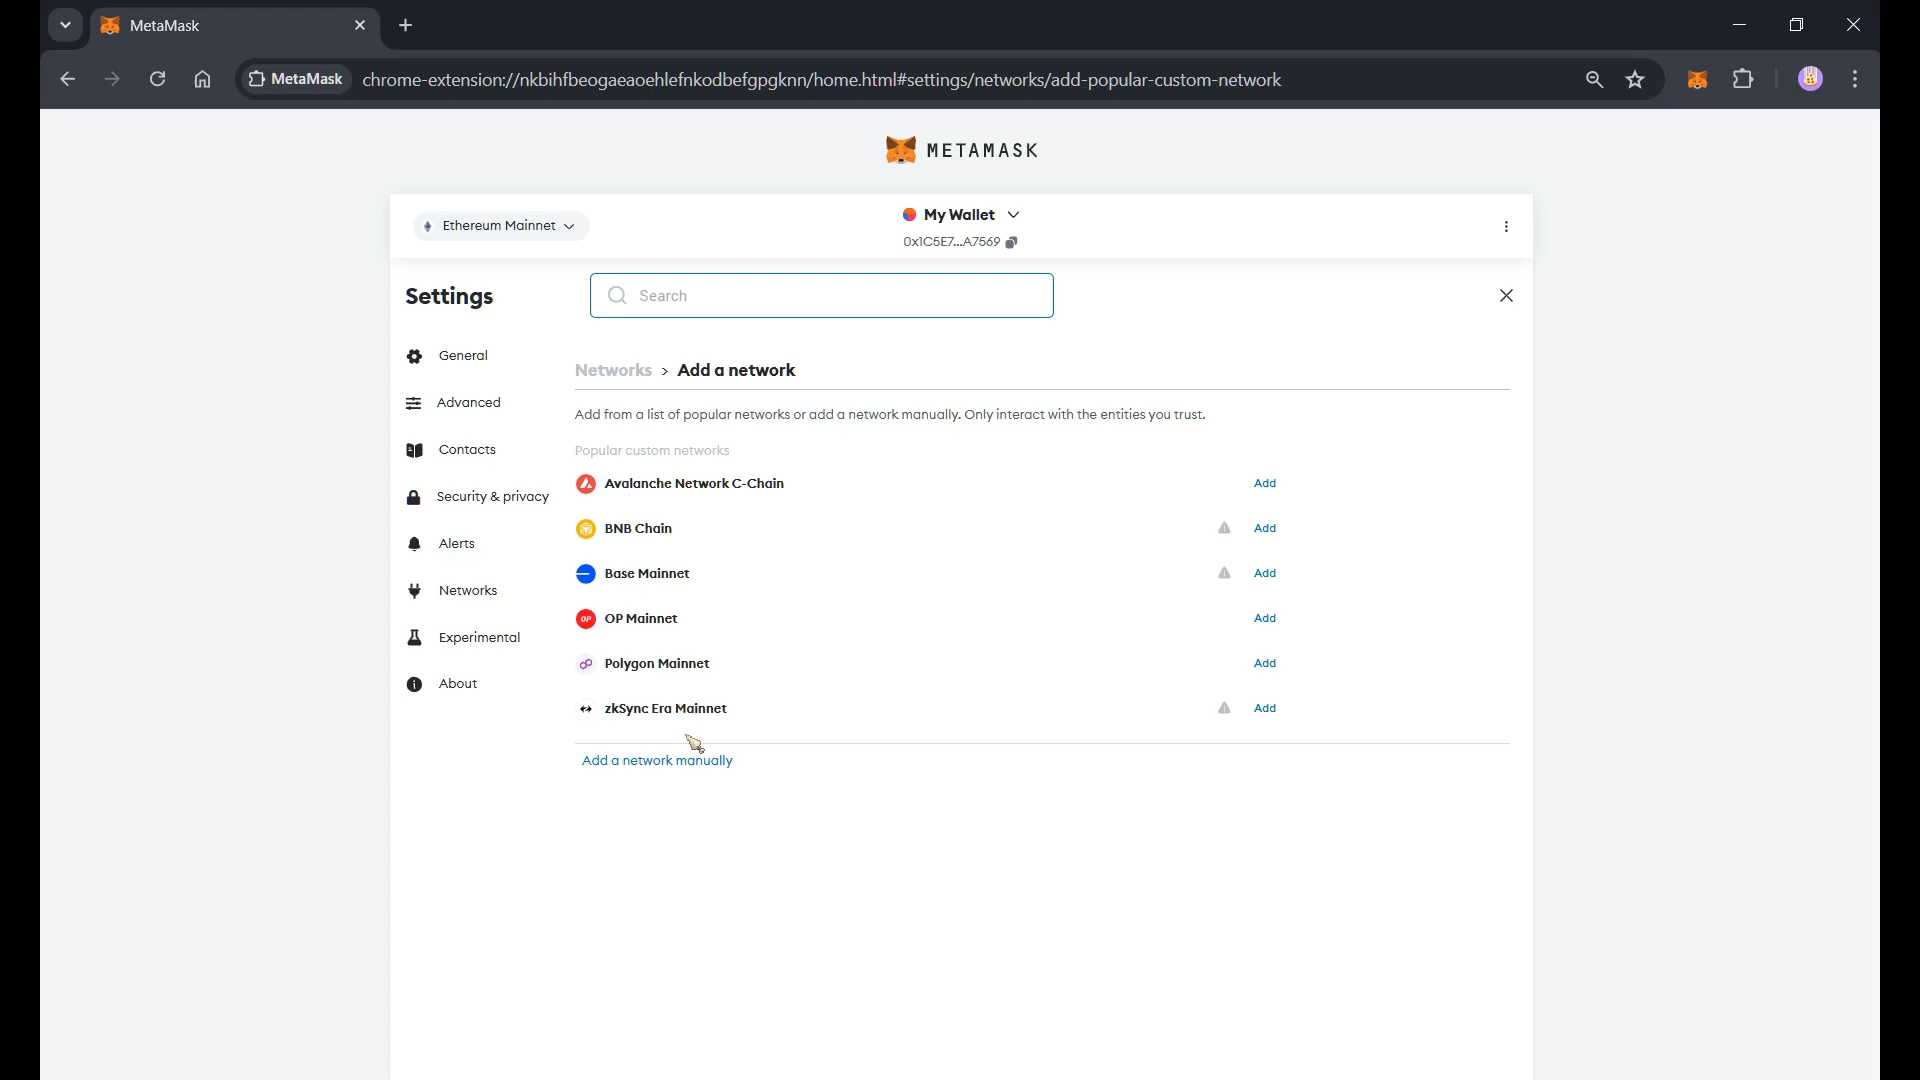 MetaMask
MetaMask chrome-extension://nkbihfbeogaeaoehlefnkodbefgpgknn/home.html#settings/networks/add-popular-custom-network
METAMASK
Ethereum Mainnet
My Wallet
0x1C5E7...A7569
Settings
Search
General
Advanced
Contacts
Security & privacy
Alerts
Networks
Experimental
About
Networks > Add a network
Add from a list of popular networks or add a network manually. Only interact with the entities you trust.
Popular custom networks
Avalanche Network C-Chain Add
BNB Chain Add
Base Mainnet Add
OP OP Mainnet Add
Polygon Mainnet Add
zkSync Era Mainnet Add
Add a network manually